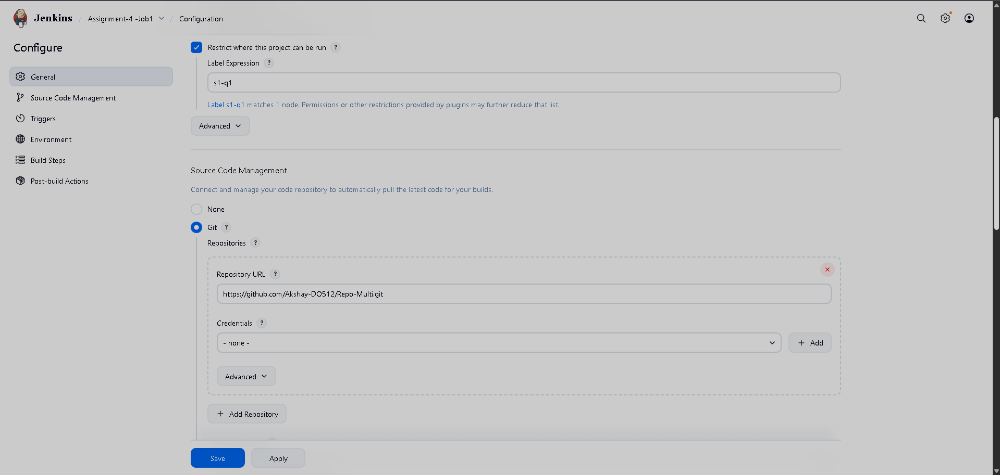 Jenkins / Assignment-4 -Job1 / Configuration
Configure
General
Source Code Management
Triggers
Environment
Build Steps
Post-build Actions
Restrict where this project can be run ?
Label Expression ?
s1-q1
Label s1-q1 matches 1 node. Permissions or other restrictions provided by plugins may further reduce that list.
Advanced
Source Code Management
Connect and manage your code repository to automatically pull the latest code for your builds.
None
Git ?
Repositories ?
Repository URL ?
https://github.com/Akshay-DO512/Repo-Multi.git
Credentials ?
- none -
+ Add
Advanced
+ Add Repository
Save
Apply